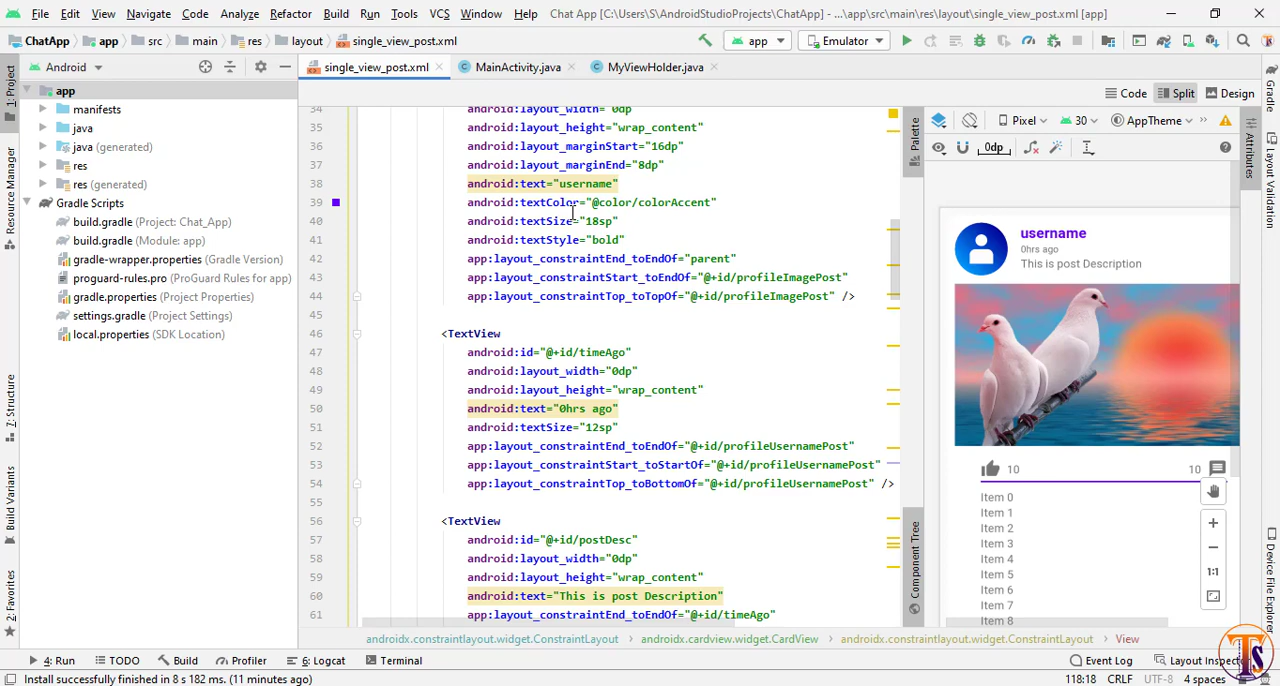 File Edit View Navigate Code Analyze Refactor Build Run Tools VCS Window Help Chat App [C:\Users\S\AndroidStudioProjects\ChatApp] - ...\app\src\main\res\layout\single_view_post.xml [app]
ChatApp app src main res layout single_view_post.xml app Emulator
Android single_view_post.xml MainActivity.java MyViewHolder.java
Code Split Design
1: Project
Resource Manager
7: Structure
Build Variants
2: Favorites
app
manifests
java
java (generated)
res
res (generated)
Gradle Scripts
build.gradle (Project: Chat_App)
build.gradle (Module: app)
gradle-wrapper.properties (Gradle Version)
proguard-rules.pro (ProGuard Rules for app)
gradle.properties (Project Properties)
settings.gradle (Project Settings)
local.properties (SDK Location)
34 android:layout_width="0dp"
35 android:layout_height="wrap_content"
36 android:layout_marginStart="16dp"
37 android:layout_marginEnd="8dp"
38 android:text="username"
39 android:textColor="@color/colorAccent"
40 android:textSize="18sp"
41 android:textStyle="bold"
42 app:layout_constraintEnd_toEndOf="parent"
43 app:layout_constraintStart_toEndOf="@+id/profileImagePost"
44 app:layout_constraintTop_toTopOf="@+id/profileImagePost" />
45
46 <TextView
47 android:id="@+id/timeAgo"
48 android:layout_width="0dp"
49 android:layout_height="wrap_content"
50 android:text="0hrs ago"
51 android:textSize="12sp"
52 app:layout_constraintEnd_toEndOf="@+id/profileUsernamePost"
53 app:layout_constraintStart_toStartOf="@+id/profileUsernamePost"
54 app:layout_constraintTop_toBottomOf="@+id/profileUsernamePost" />
55
56 <TextView
57 android:id="@+id/postDesc"
58 android:layout_width="0dp"
59 android:layout_height="wrap_content"
60 android:text="This is post Description"
61 app:layout_constraintEnd_toEndOf="@+id/timeAgo"
Palette
Component Tree
Pixel 30 AppTheme
0dp
username
0hrs ago
This is post Description
10 10
Item 0
Item 1
Item 2
Item 3
Item 4
Item 5
Item 6
Item 7
Item 8
1:1
Attributes
Gradle
Layout Validation
Device File Explorer
androidx.constraintlayout.widget.ConstraintLayout androidx.cardview.widget.CardView androidx.constraintlayout.widget.ConstraintLayout View
4: Run TODO Build Profiler 6: Logcat Terminal Event Log Layout Inspector
Install successfully finished in 8 s 182 ms. (11 minutes ago) 118:18 CRLF UTF-8 4 spaces
TS